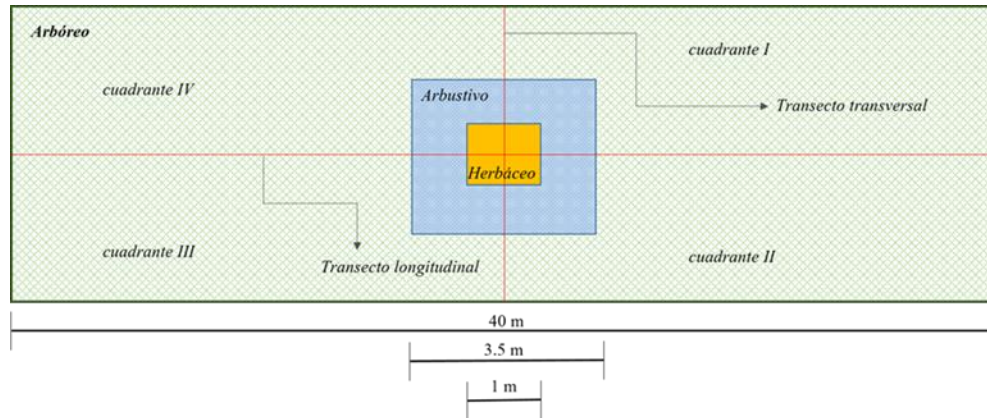 Arbóreo
cuadrante I
cuadrante IV
Arbustivo
Transecto transversal
Herbáceo
cuadrante III
cuadrante II
Transecto longitudinal
40 m
3.5 m
1 m